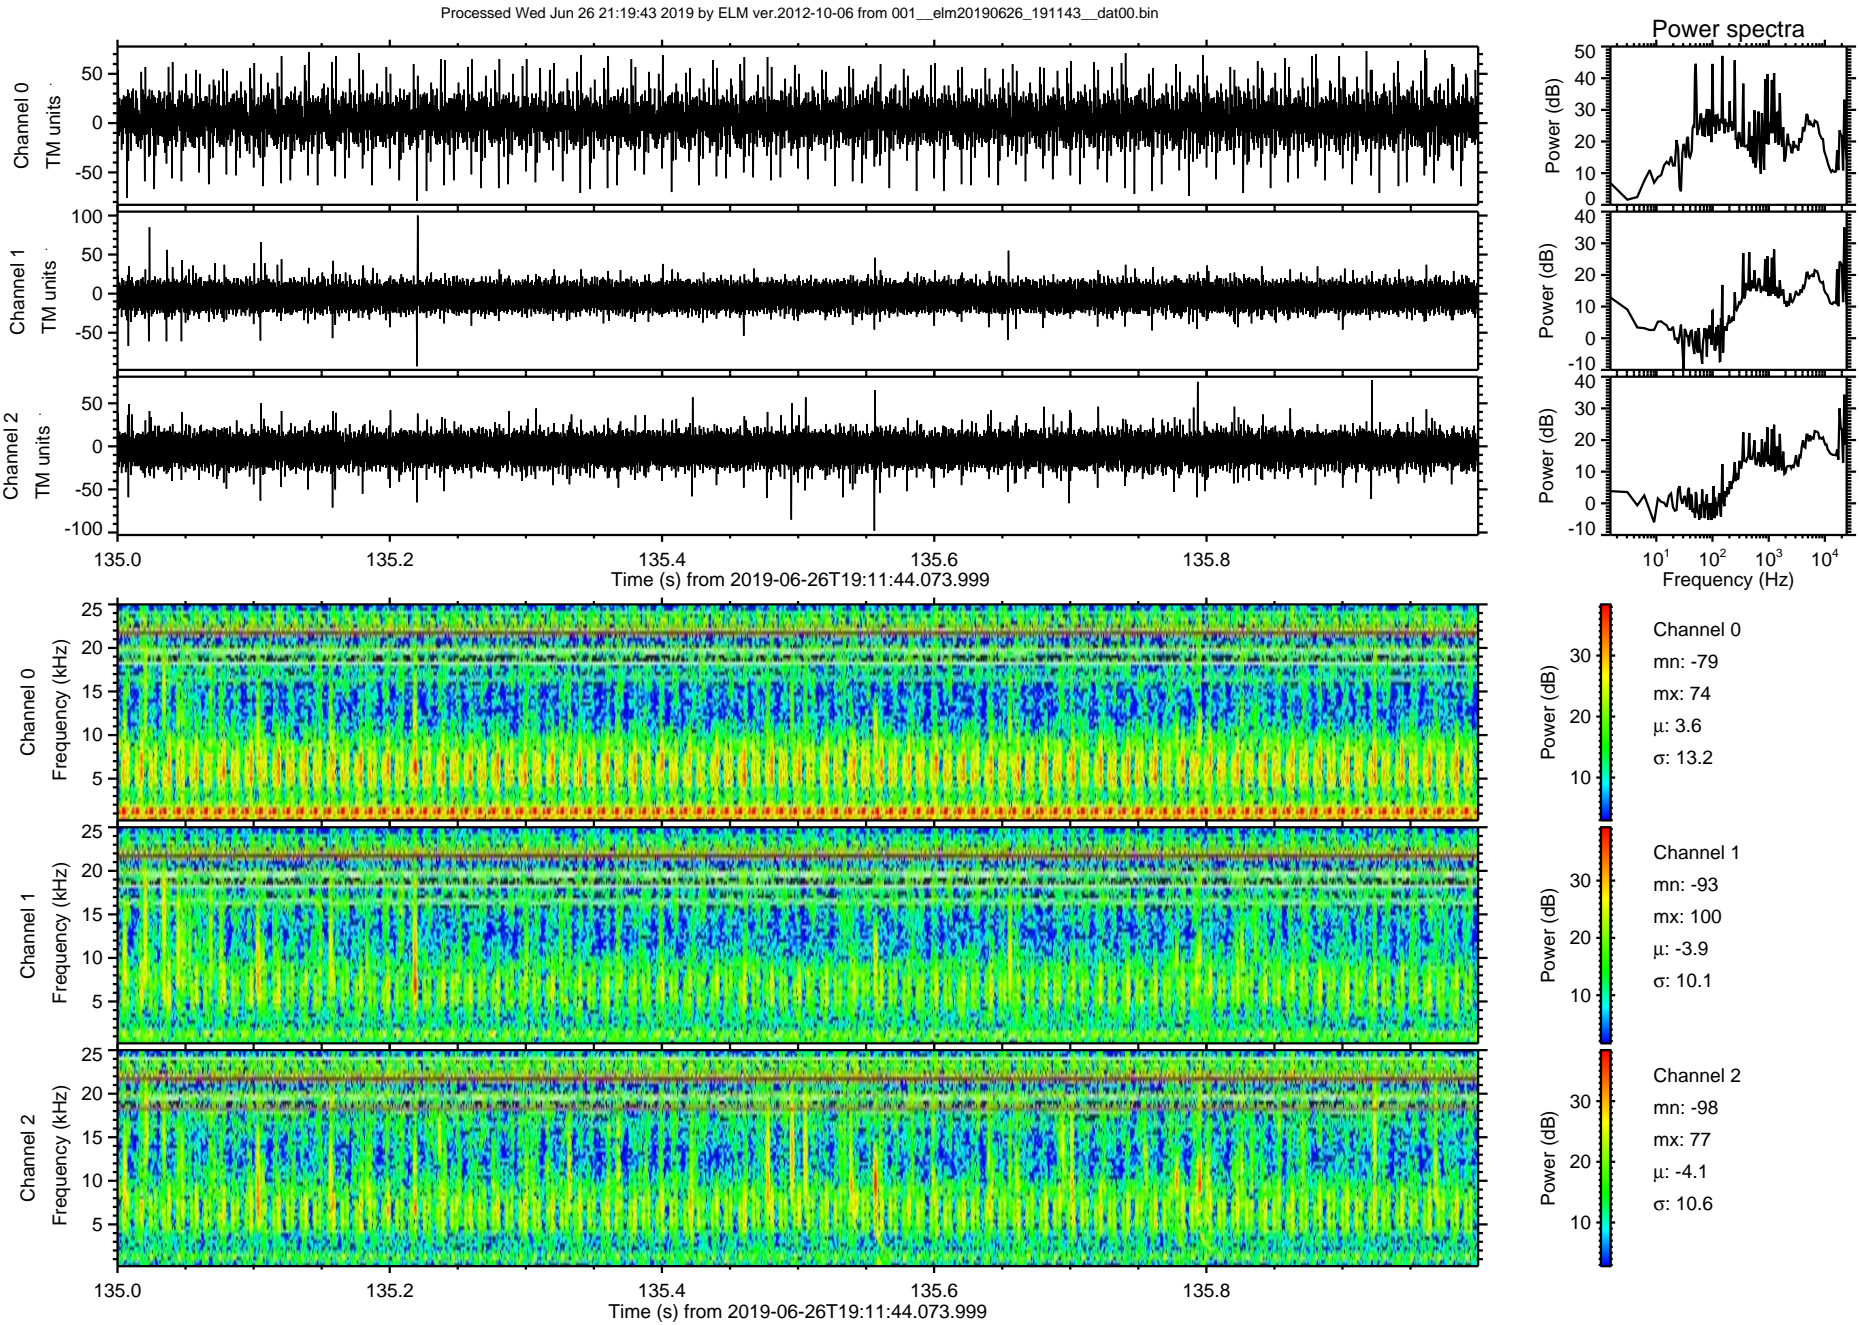 Processed Wed Jun 26 21:19:43 2019 by ELM ver.2012-10-06 from 001__elm20190626_191143__dat00.bin
Power spectra
Channel 0
TM units
50
0
-50
Power (dB)
50
40
30
20
10
0
Channel 1
TM units
100
50
0
-50
Power (dB)
40
30
20
10
0
-10
Channel 2
TM units
50
0
-50
-100
Power (dB)
40
30
20
10
0
-10
135.0 135.2 135.4 135.6 135.8
Time (s) from 2019-06-26T19:11:44.073.999
10^1 10^2 10^3 10^4
Frequency (Hz)
Channel 0
Frequency (kHz)
25
20
15
10
5
Power (dB)
30
20
10
Channel 0
mn: -79
mx: 74
μ: 3.6
σ: 13.2
Channel 1
Frequency (kHz)
25
20
15
10
5
Power (dB)
30
20
10
Channel 1
mn: -93
mx: 100
μ: -3.9
σ: 10.1
Channel 2
Frequency (kHz)
25
20
15
10
5
Power (dB)
30
20
10
Channel 2
mn: -98
mx: 77
μ: -4.1
σ: 10.6
135.0 135.2 135.4 135.6 135.8
Time (s) from 2019-06-26T19:11:44.073.999